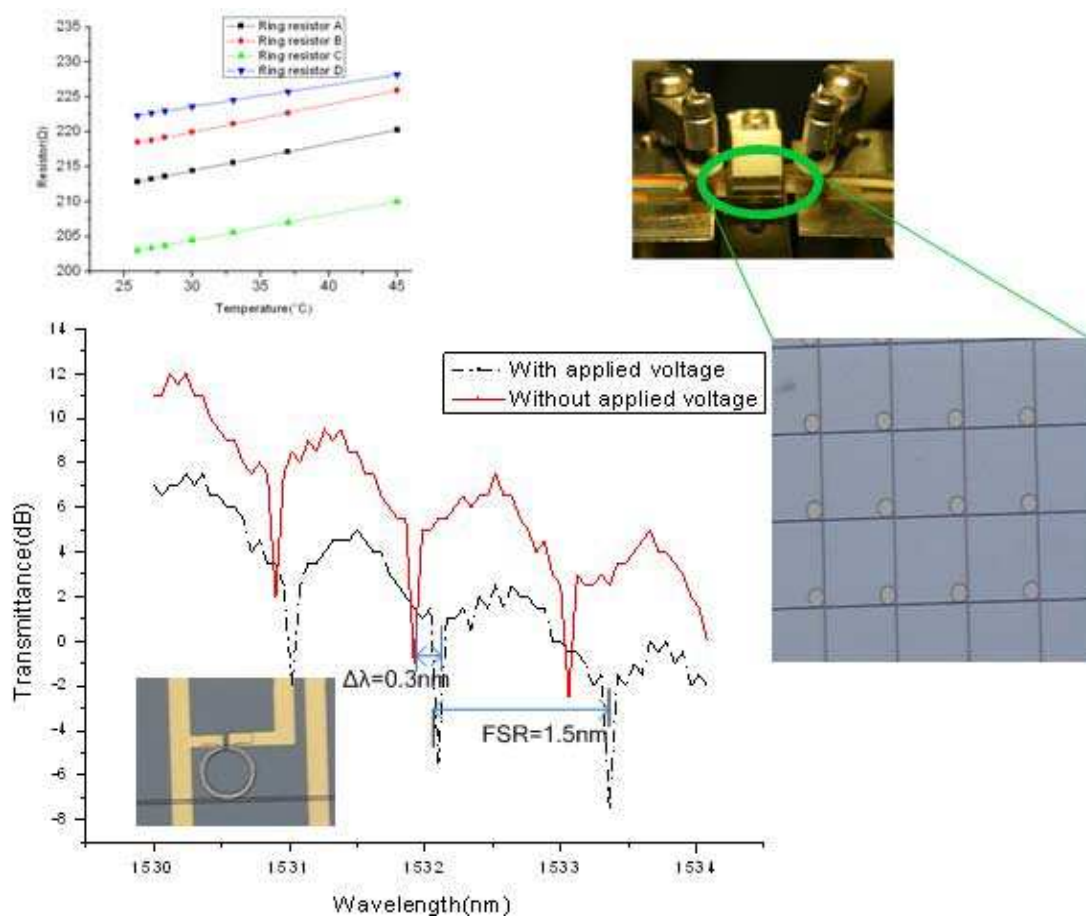 235
230
225
220
215
210
205
200
Resistor(Ω)
Ring resistor A
Ring resistor B
Ring resistor C
Ring resistor D
25
30
35
40
45
Temperature(°C)
14
12
10
8
6
4
2
0
-2
-4
-6
-8
Transmittance(dB)
With applied voltage
Without applied voltage
Δλ=0.3nm
FSR=1.5nm
1530
1531
1532
1533
1534
Wavelength(nm)